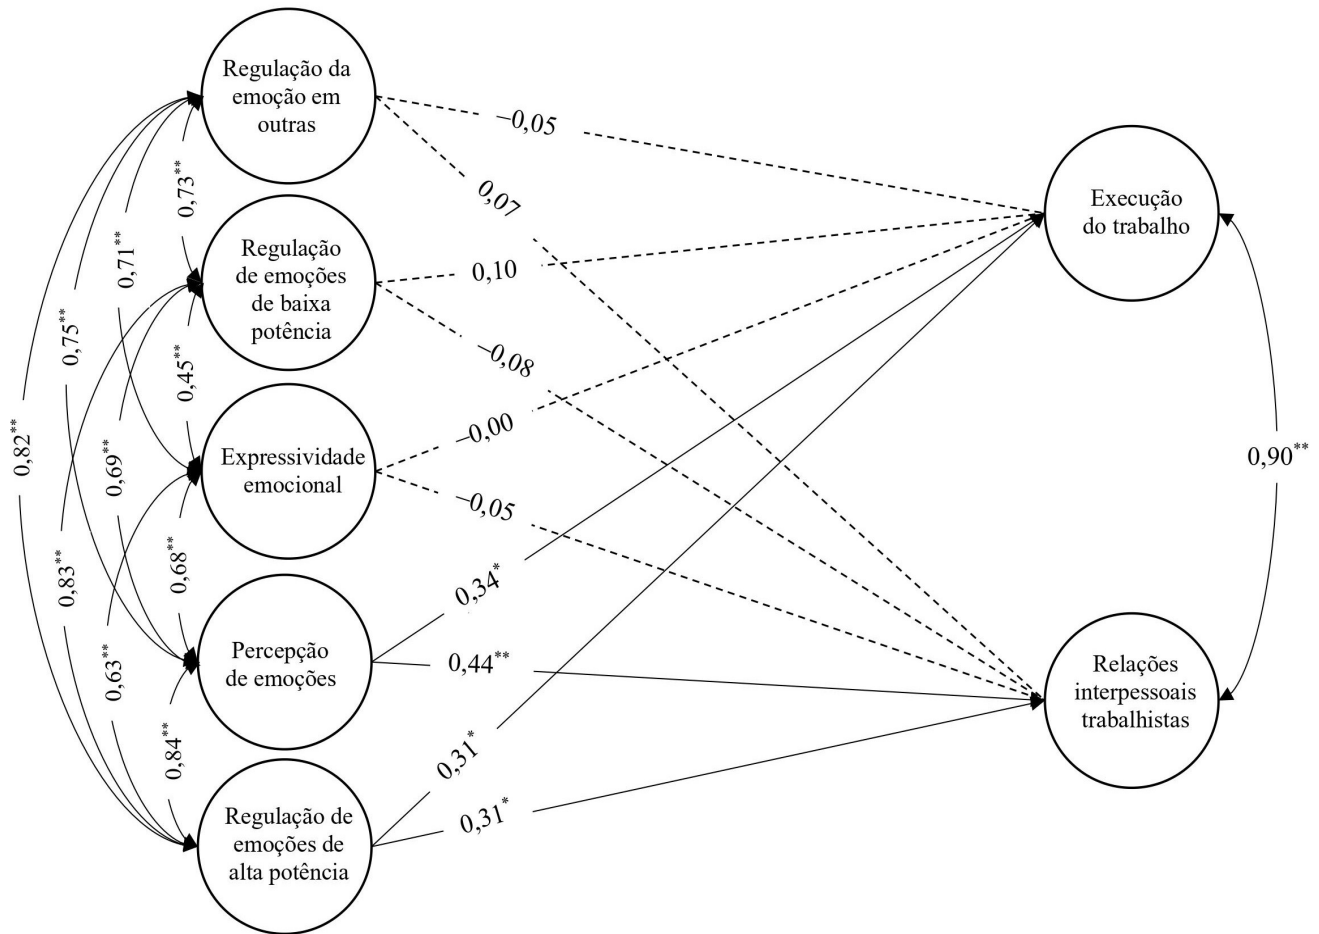 Regulação da
emoção em
outras
Regulação
de emoções
de baixa
potência
Expressividade
emocional
Percepção
de emoções
Regulação de
emoções de
alta potência
Execução
do trabalho
Relações
interpessoais
trabalhistas
0,73**
0,71**
0,75**
0,45**
0,82**
0,69**
0,68**
0,83**
0,63**
0,84**
–0,05
0,07
0,10
–0,08
–0,00
–0,05
0,34*
0,44**
0,31*
0,31*
0,90**